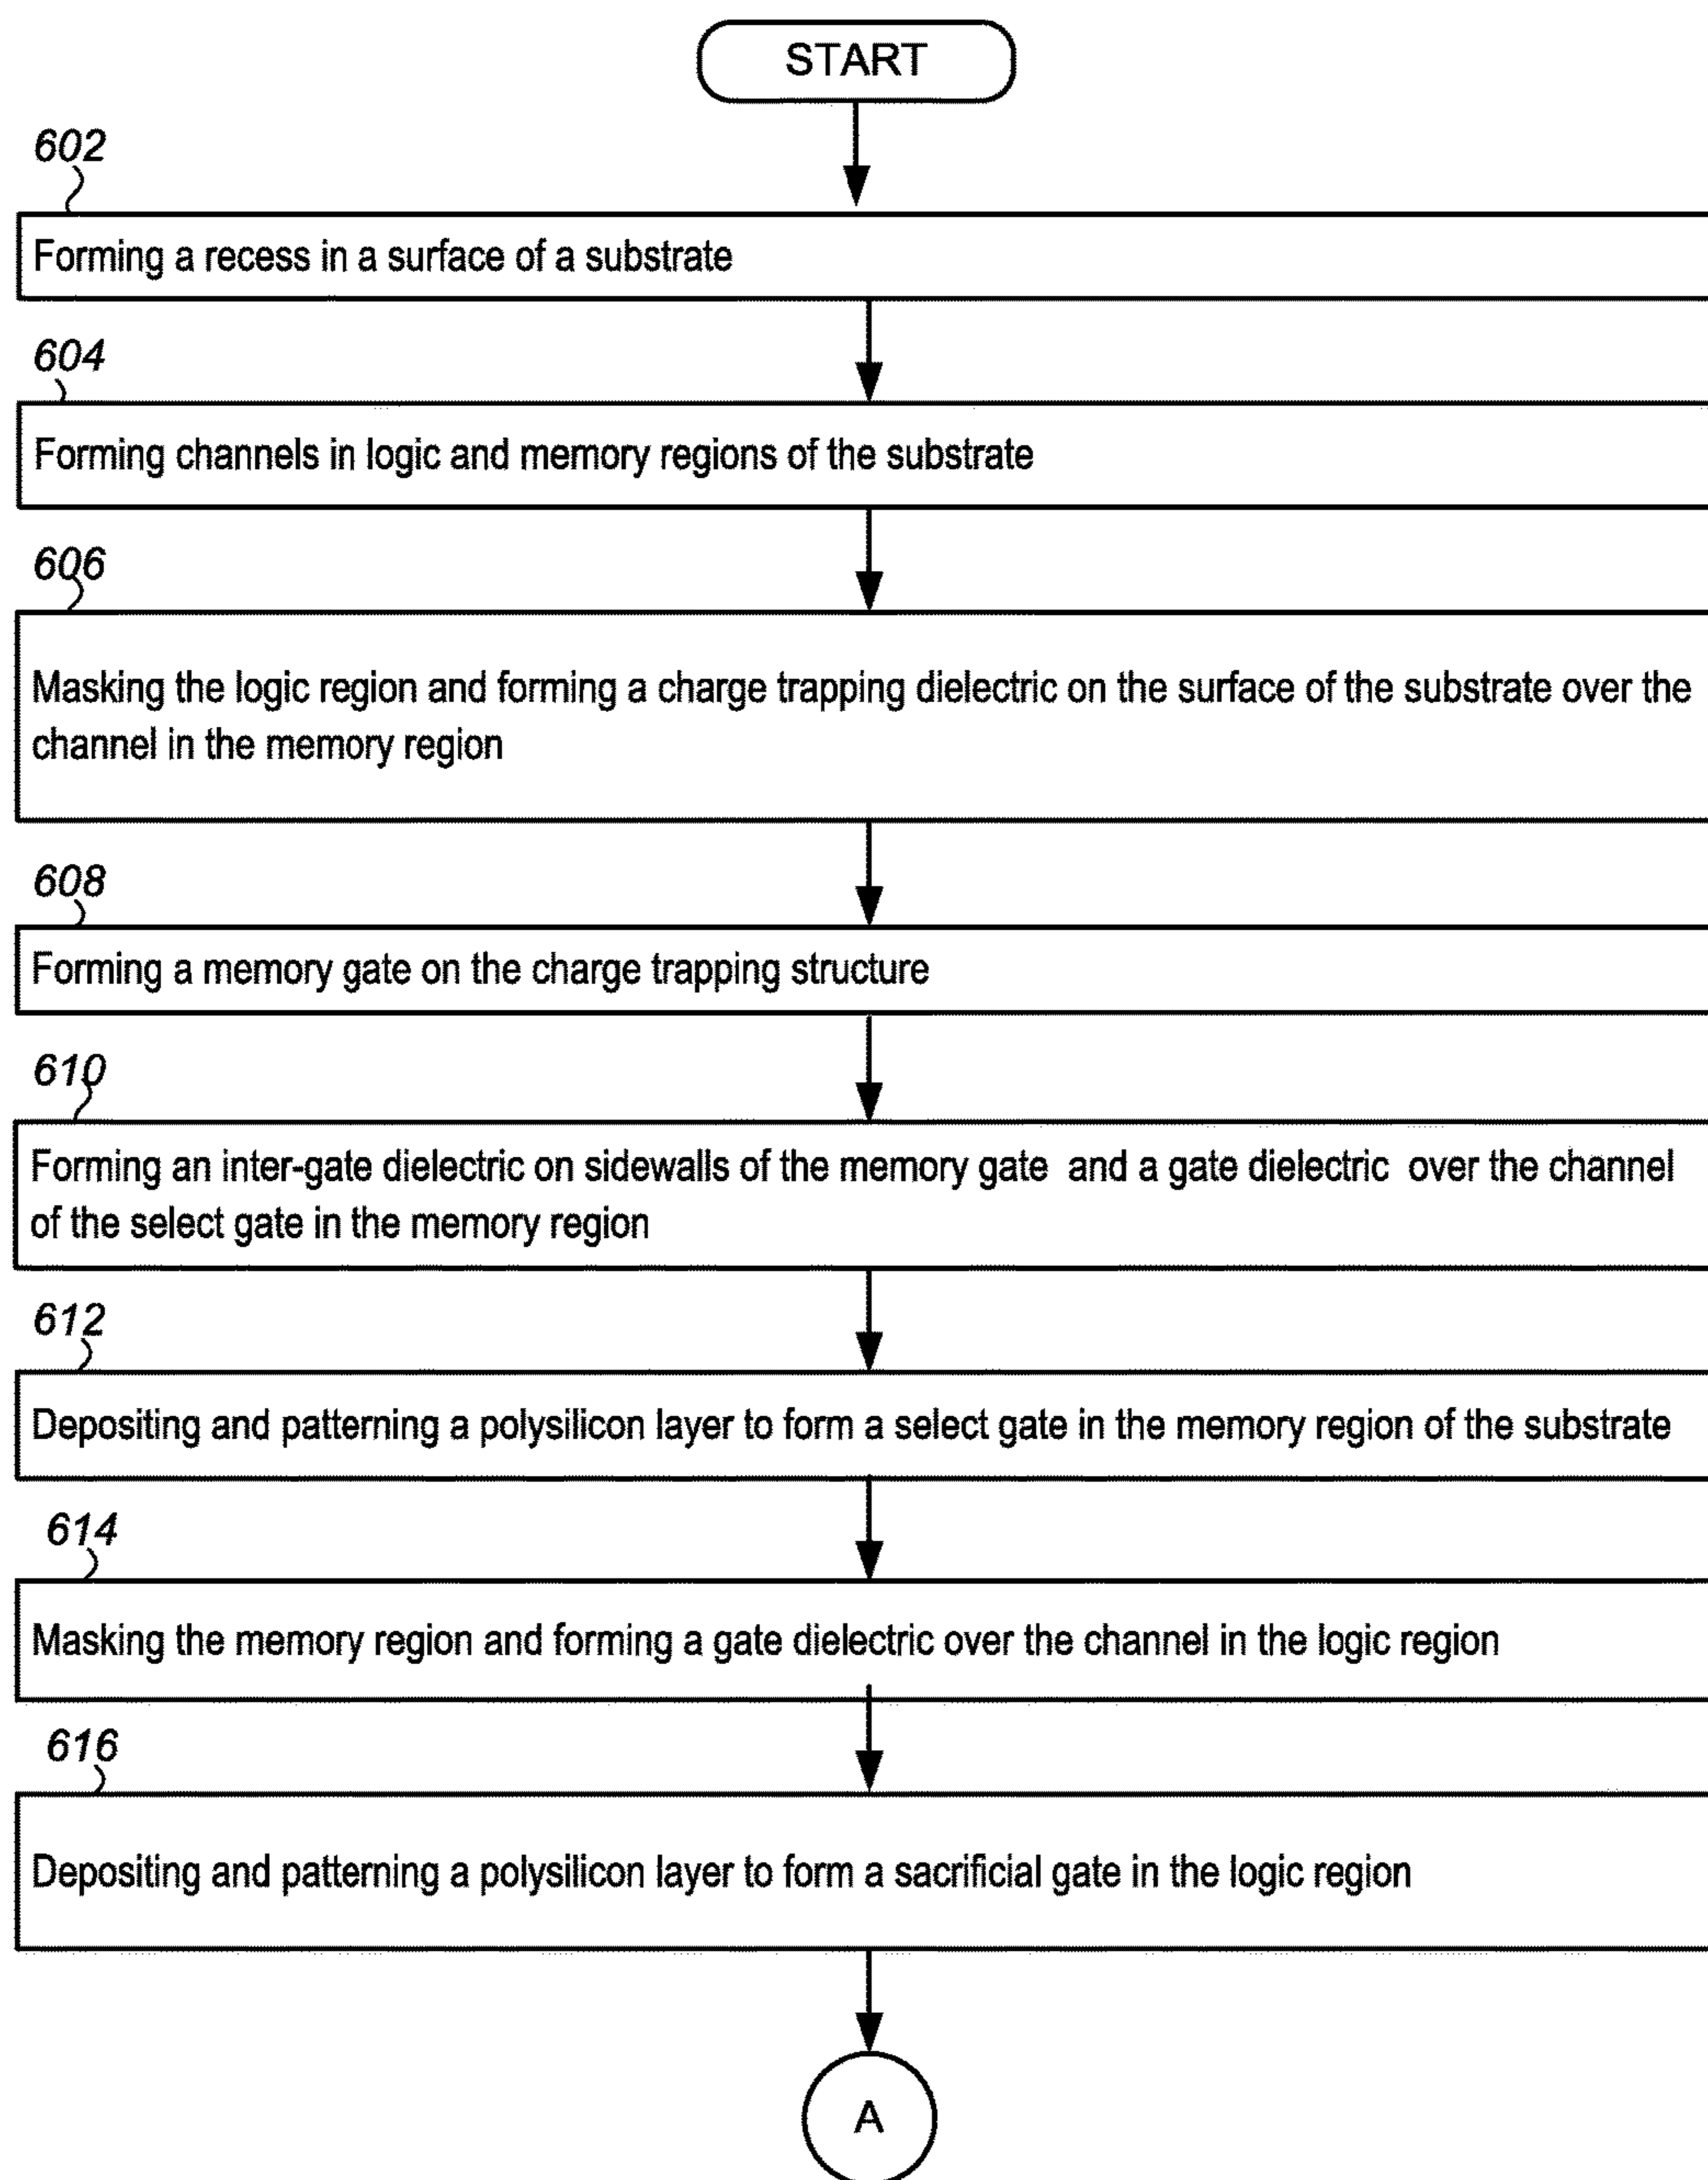 START
602
Forming a recess in a surface of a substrate
604
Forming channels in logic and memory regions of the substrate
606
Masking the logic region and forming a charge trapping dielectric on the surface of the substrate over the
channel in the memory region
608
Forming a memory gate on the charge trapping structure
610
Forming an inter-gate dielectric on sidewalls of the memory gate and a gate dielectric over the channel
of the select gate in the memory region
612
Depositing and patterning a polysilicon layer to form a select gate in the memory region of the substrate
614
Masking the memory region and forming a gate dielectric over the channel in the logic region
616
Depositing and patterning a polysilicon layer to form a sacrificial gate in the logic region
A